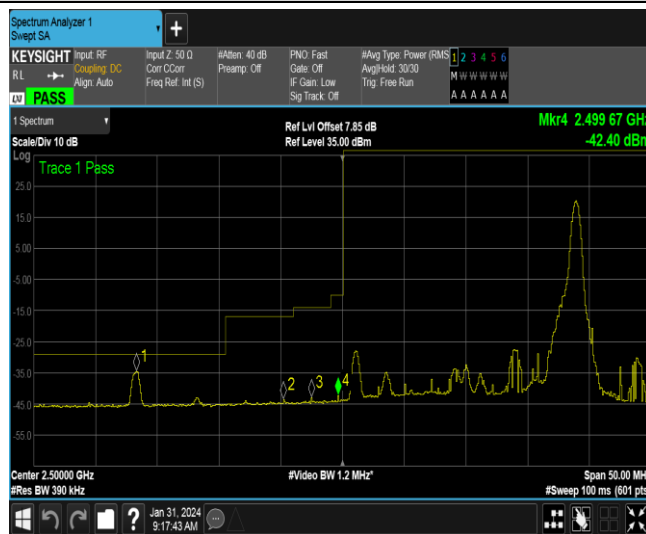 Spectrum Analyzer 1
Swept SA
KEYSIGHT
RL
Input: RF
Coupling: DC
Align: Auto
Input Z: 50 Ω
Corr CCorr
Freq Ref: Int (S)
#Atten: 40 dB
Preamp: Off
PNO: Fast
Gate: Off
IF Gain: Low
Sig Track: Off
#Avg Type: Power (RMS
Avg|Hold: 30/30
Trig: Free Run
1 2 3 4 5 6
M W W W W W
A A A A A A
LXI PASS
1 Spectrum
Scale/Div 10 dB
Ref Lvl Offset 7.85 dB
Ref Level 35.00 dBm
Mkr4 2.499 67 GHz
-42.40 dBm
Log
Trace 1 Pass
25.0
15.0
5.00
-5.00
-15.0
-25.0
-35.0
-45.0
-55.0
1
2
3
4
Center 2.50000 GHz
#Res BW 390 kHz
#Video BW 1.2 MHz*
Span 50.00 MH
#Sweep 100 ms (601 pts
?
Jan 31, 2024
9:17:43 AM